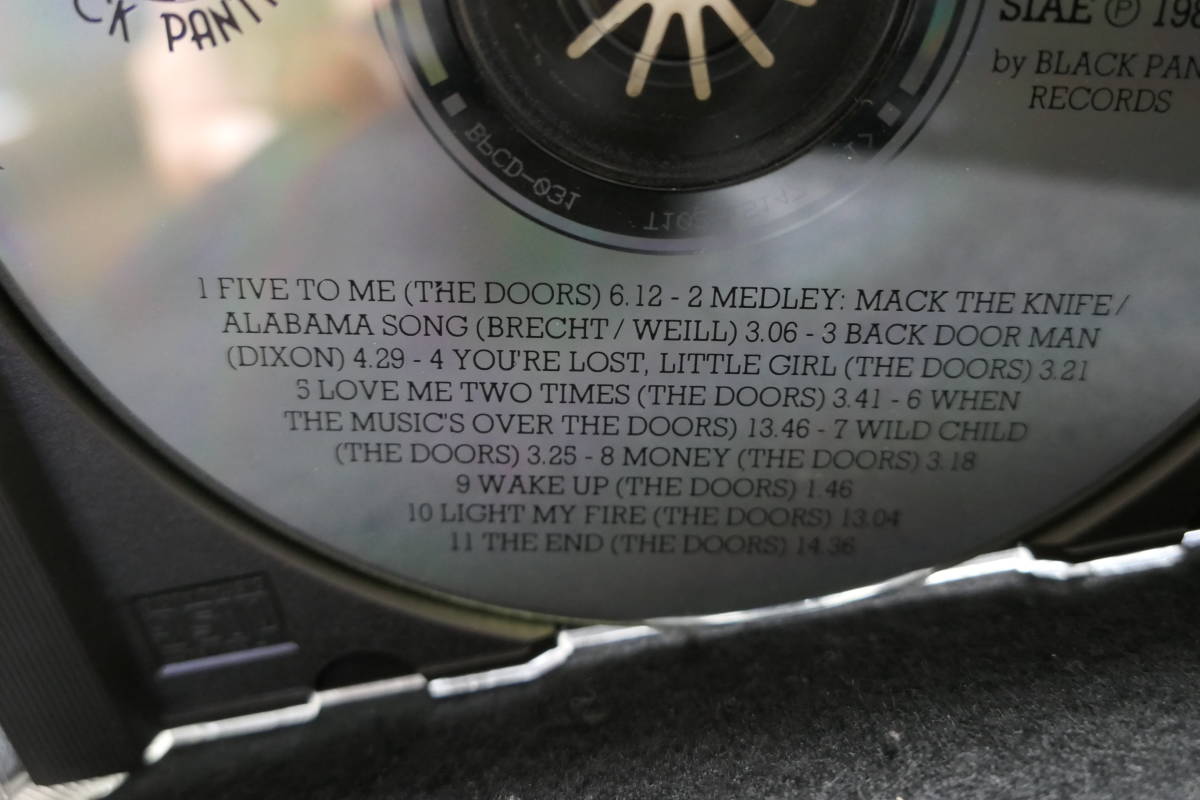 CK PANT
SIAE Ⓟ 198
by BLACK PAN
RECORDS
BPCD-031
1 FIVE TO ME (THE DOORS) 6.12 - 2 MEDLEY: MACK THE KNIFE /
ALABAMA SONG (BRECHT / WEILL) 3.06 - 3 BACK DOOR MAN
(DIXON) 4.29 - 4 YOU'RE LOST, LITTLE GIRL (THE DOORS) 3.21
5 LOVE ME TWO TIMES (THE DOORS) 3.41 - 6 WHEN
THE MUSIC'S OVER THE DOORS) 13.46 - 7 WILD CHILD
(THE DOORS) 3.25 - 8 MONEY (THE DOORS) 3.18
9 WAKE UP (THE DOORS) 1.46
10 LIGHT MY FIRE (THE DOORS) 13.04
11 THE END (THE DOORS) 14.36